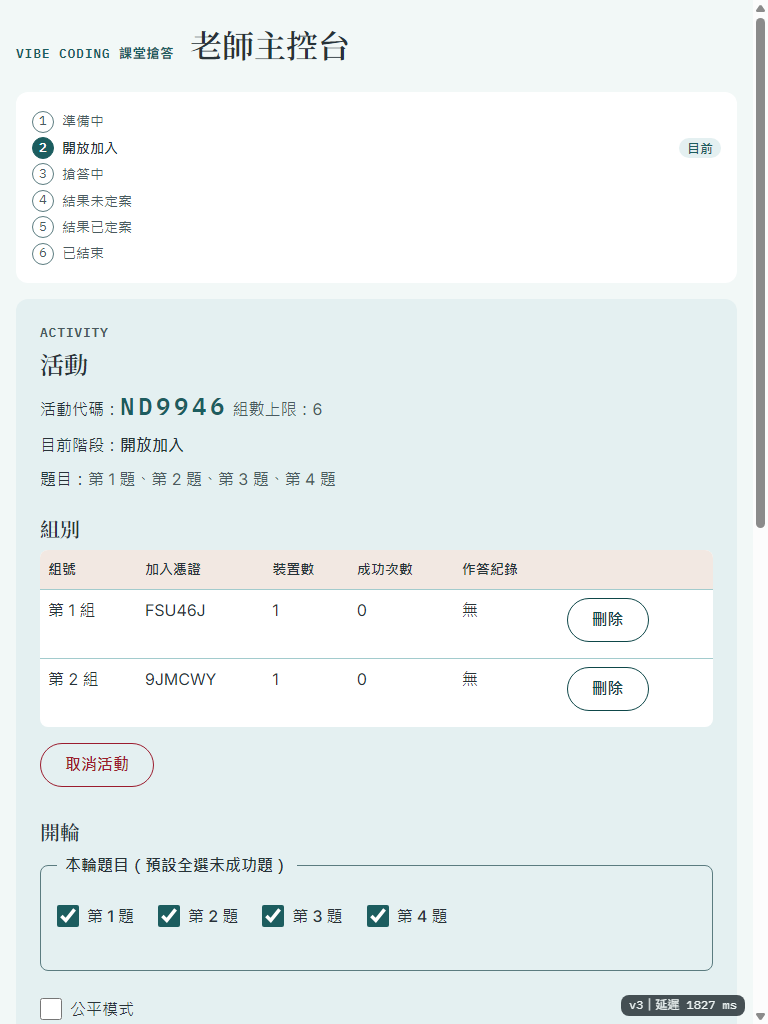 VIBE CODING 課堂搶答 老師主控台
1 準備中
2 開放加入 目前
3 搶答中
4 結果未定案
5 結果已定案
6 已結束
ACTIVITY
活動
活動代碼：ND9946 組數上限：6
目前階段：開放加入
題目：第 1 題、第 2 題、第 3 題、第 4 題
組別
組號 加入憑證 裝置數 成功次數 作答紀錄
第 1 組 FSU46J 1 0 無 刪除
第 2 組 9JMCWY 1 0 無 刪除
取消活動
開輪
本輪題目（預設全選未成功題）
第 1 題 第 2 題 第 3 題 第 4 題
公平模式
v3｜延遲 1827 ms